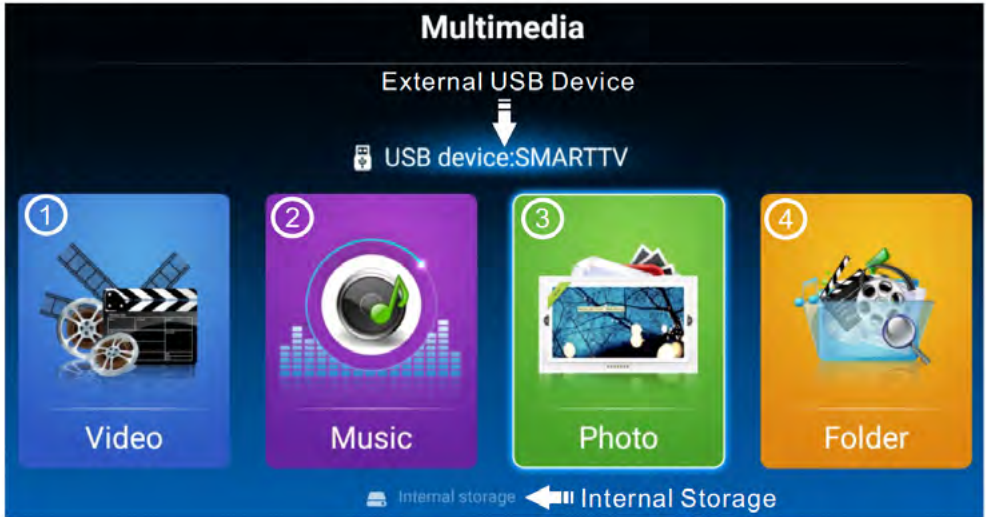 Multimedia
External USB Device
USB device:SMARTTV
1
2
3
4
Video
Music
Photo
Folder
Internal storage
Internal Storage